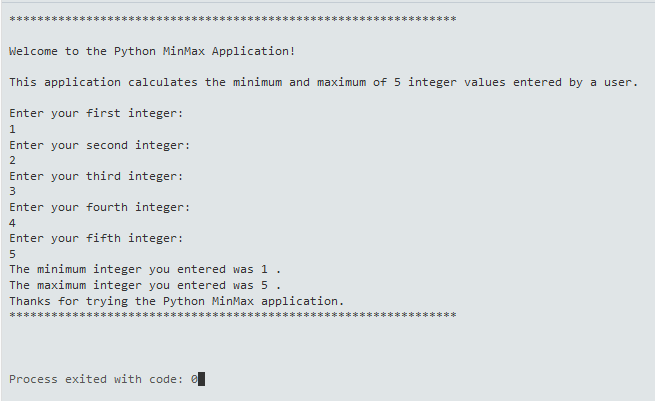 ****************************************************************
Welcome to the Python MinMax Application!
This application calculates the minimum and maximum of 5 integer values entered by a user.
Enter your first integer:
1
Enter your second integer:
2
Enter your third integer:
3
Enter your fourth integer:
4
Enter your fifth integer:
5
The minimum integer you entered was 1 .
The maximum integer you entered was 5 .
Thanks for trying the Python MinMax application.
****************************************************************
Process exited with code: 0